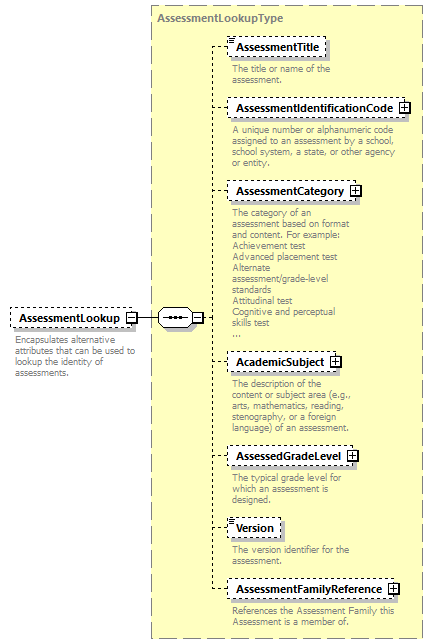 AssessmentLookupType
AssessmentTitle
The title or name of the
assessment.
AssessmentIdentificationCode
A unique number or alphanumeric code
assigned to an assessment by a school,
school system, a state, or other agency
or entity.
AssessmentCategory
The category of an
assessment based on format
and content. For example:
Achievement test
Advanced placement test
Alternate
assessment/grade-level
standards
Attitudinal test
Cognitive and perceptual
skills test
...
AssessmentLookup
Encapsulates alternative
attributes that can be used to
lookup the identity of
assessments.
AcademicSubject
The description of the
content or subject area (e.g.,
arts, mathematics, reading,
stenography, or a foreign
language) of an assessment.
AssessedGradeLevel
The typical grade level for
which an assessment is
designed.
Version
The version identifier for the
assessment.
AssessmentFamilyReference
References the Assessment Family this
Assessment is a member of.